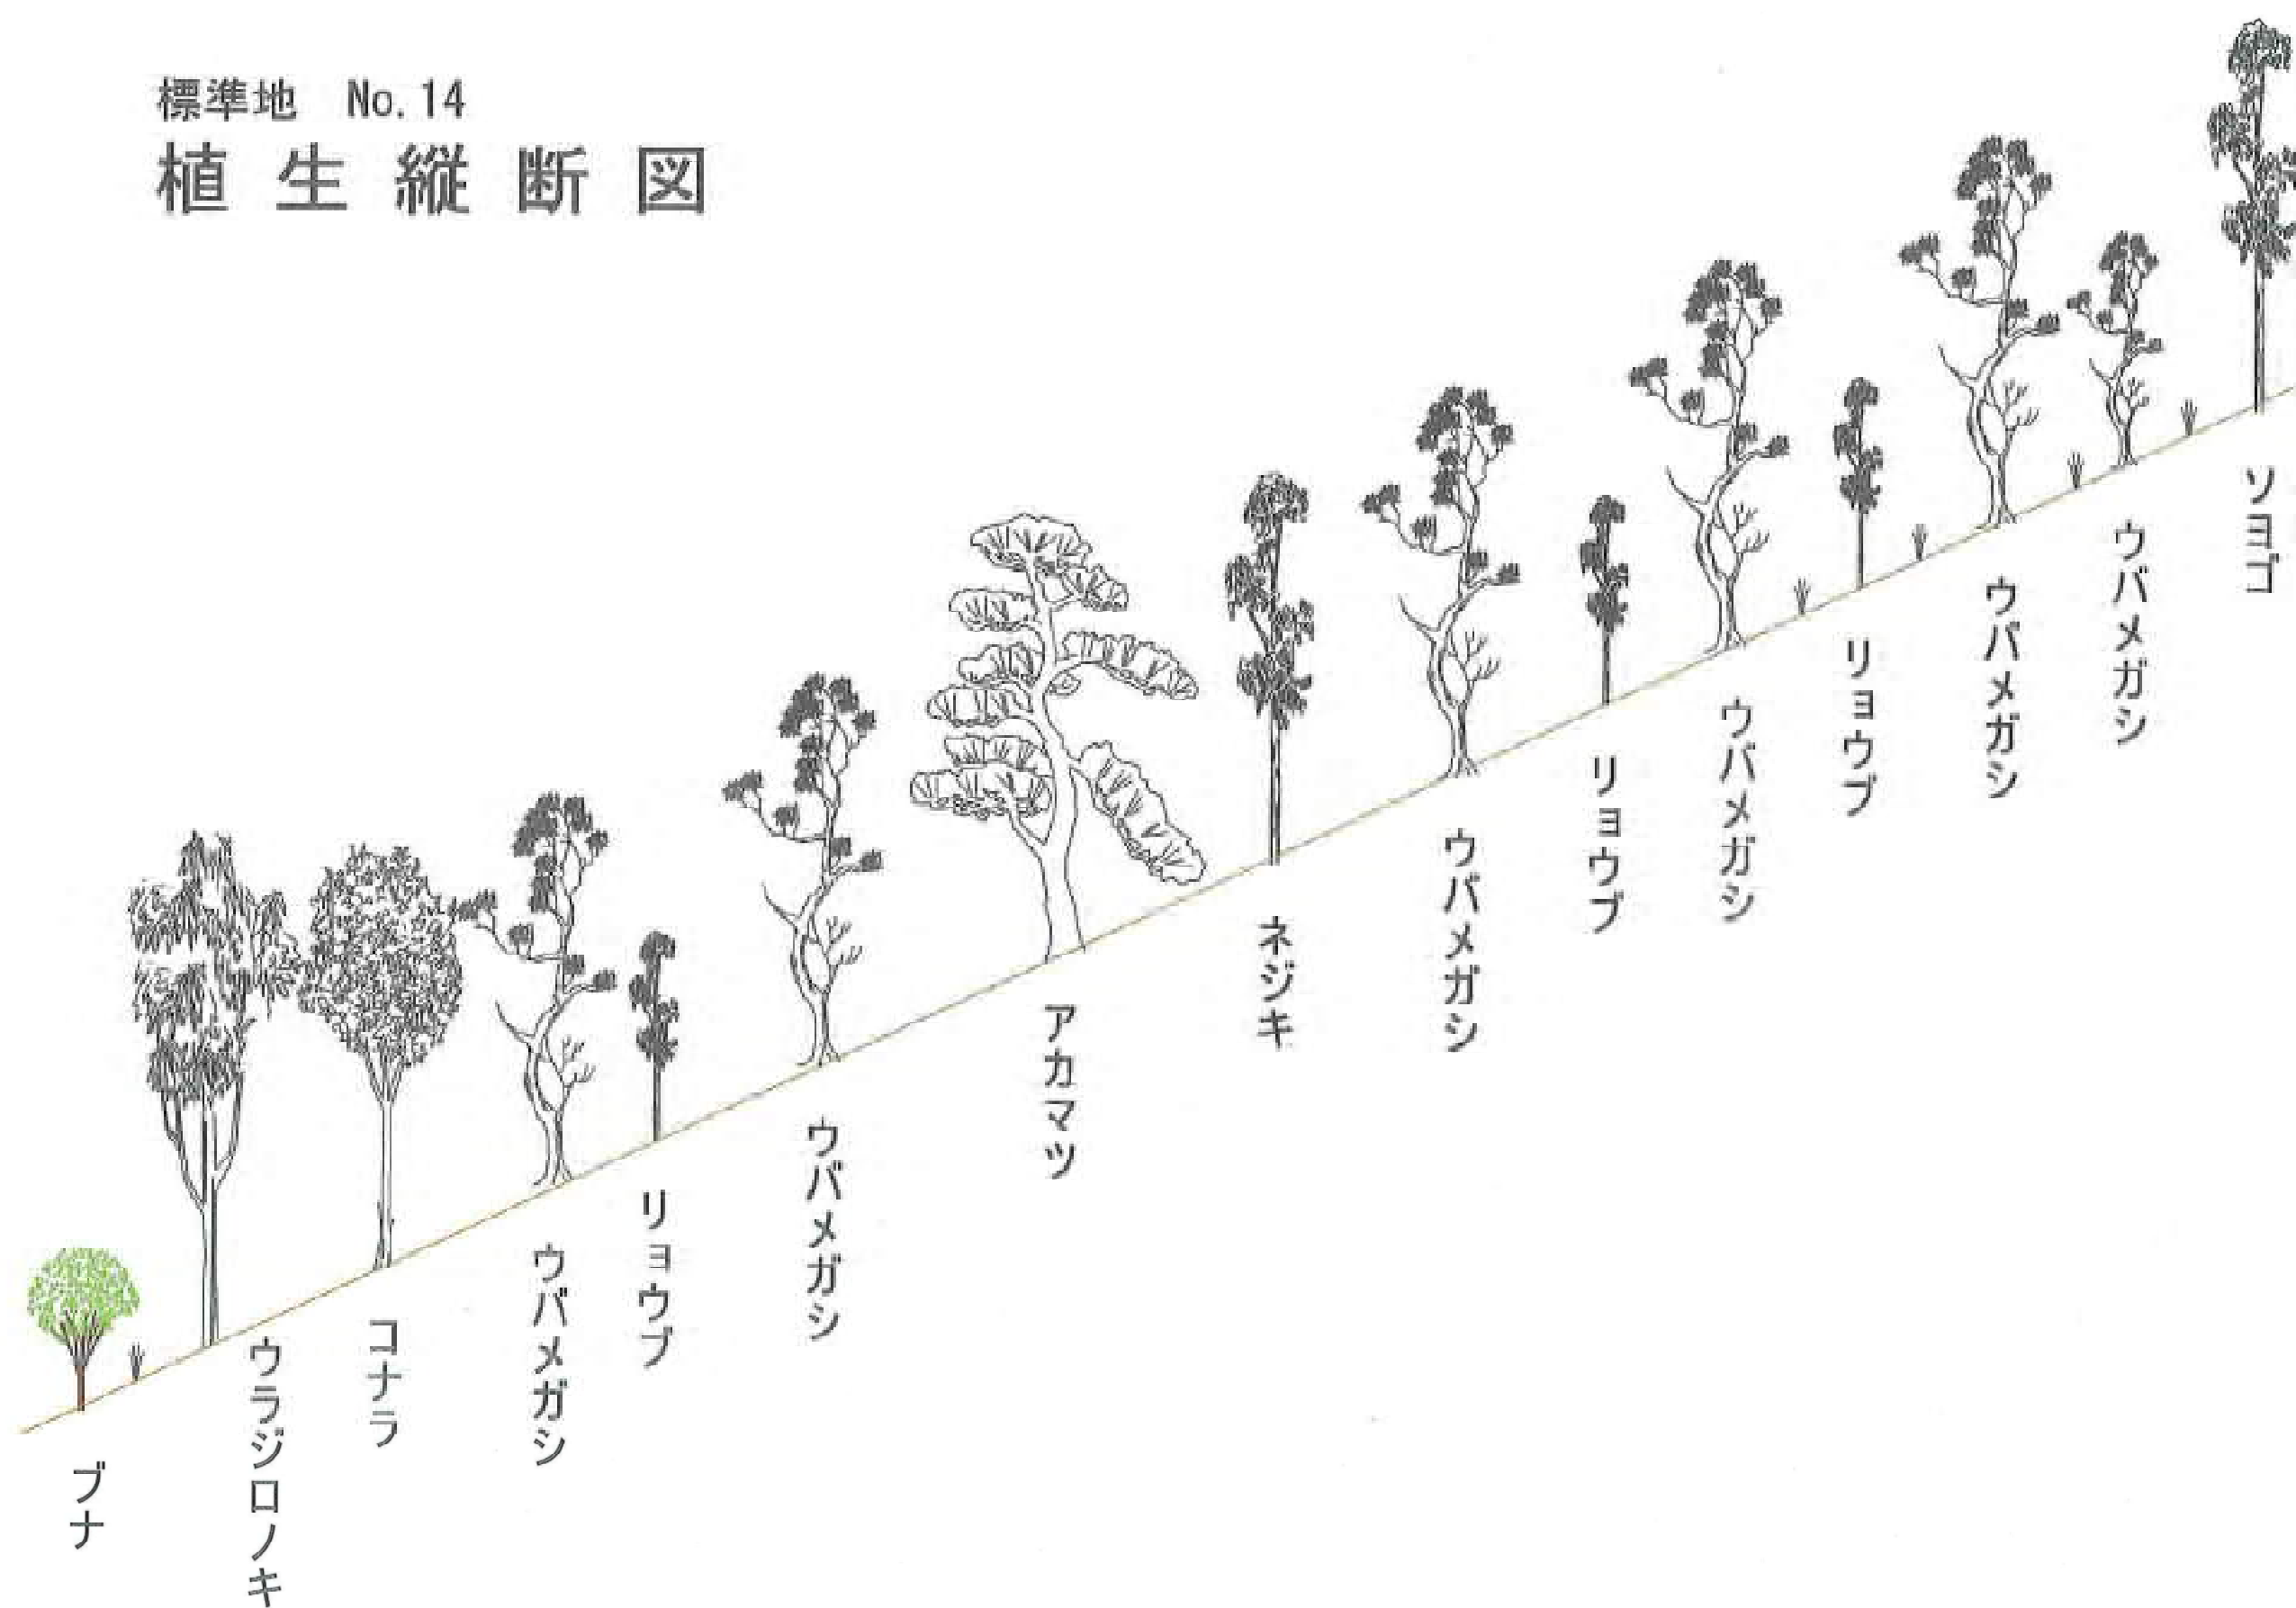 標準地 No.14
植生縦断図
ブナ
ウラジロノキ
コナラ
ウバメガシ
リョウブ
ウバメガシ
アカマツ
ネジキ
ウバメガシ
リョウブ
ウバメガシ
リョウブ
ウバメガシ
ウバメガシ
ソヨゴ